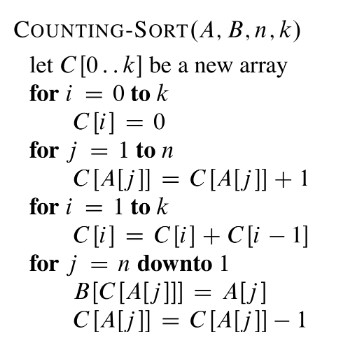 COUNTING-SORT(A, B, n, k)
let C[0..k] be a new array
for i = 0 to k
C[i] = 0
for j = 1 to n
C[A[j]] = C[A[j]] + 1
for i = 1 to k
C[i] = C[i] + C[i − 1]
for j = n downto 1
B[C[A[j]]] = A[j]
C[A[j]] = C[A[j]] − 1